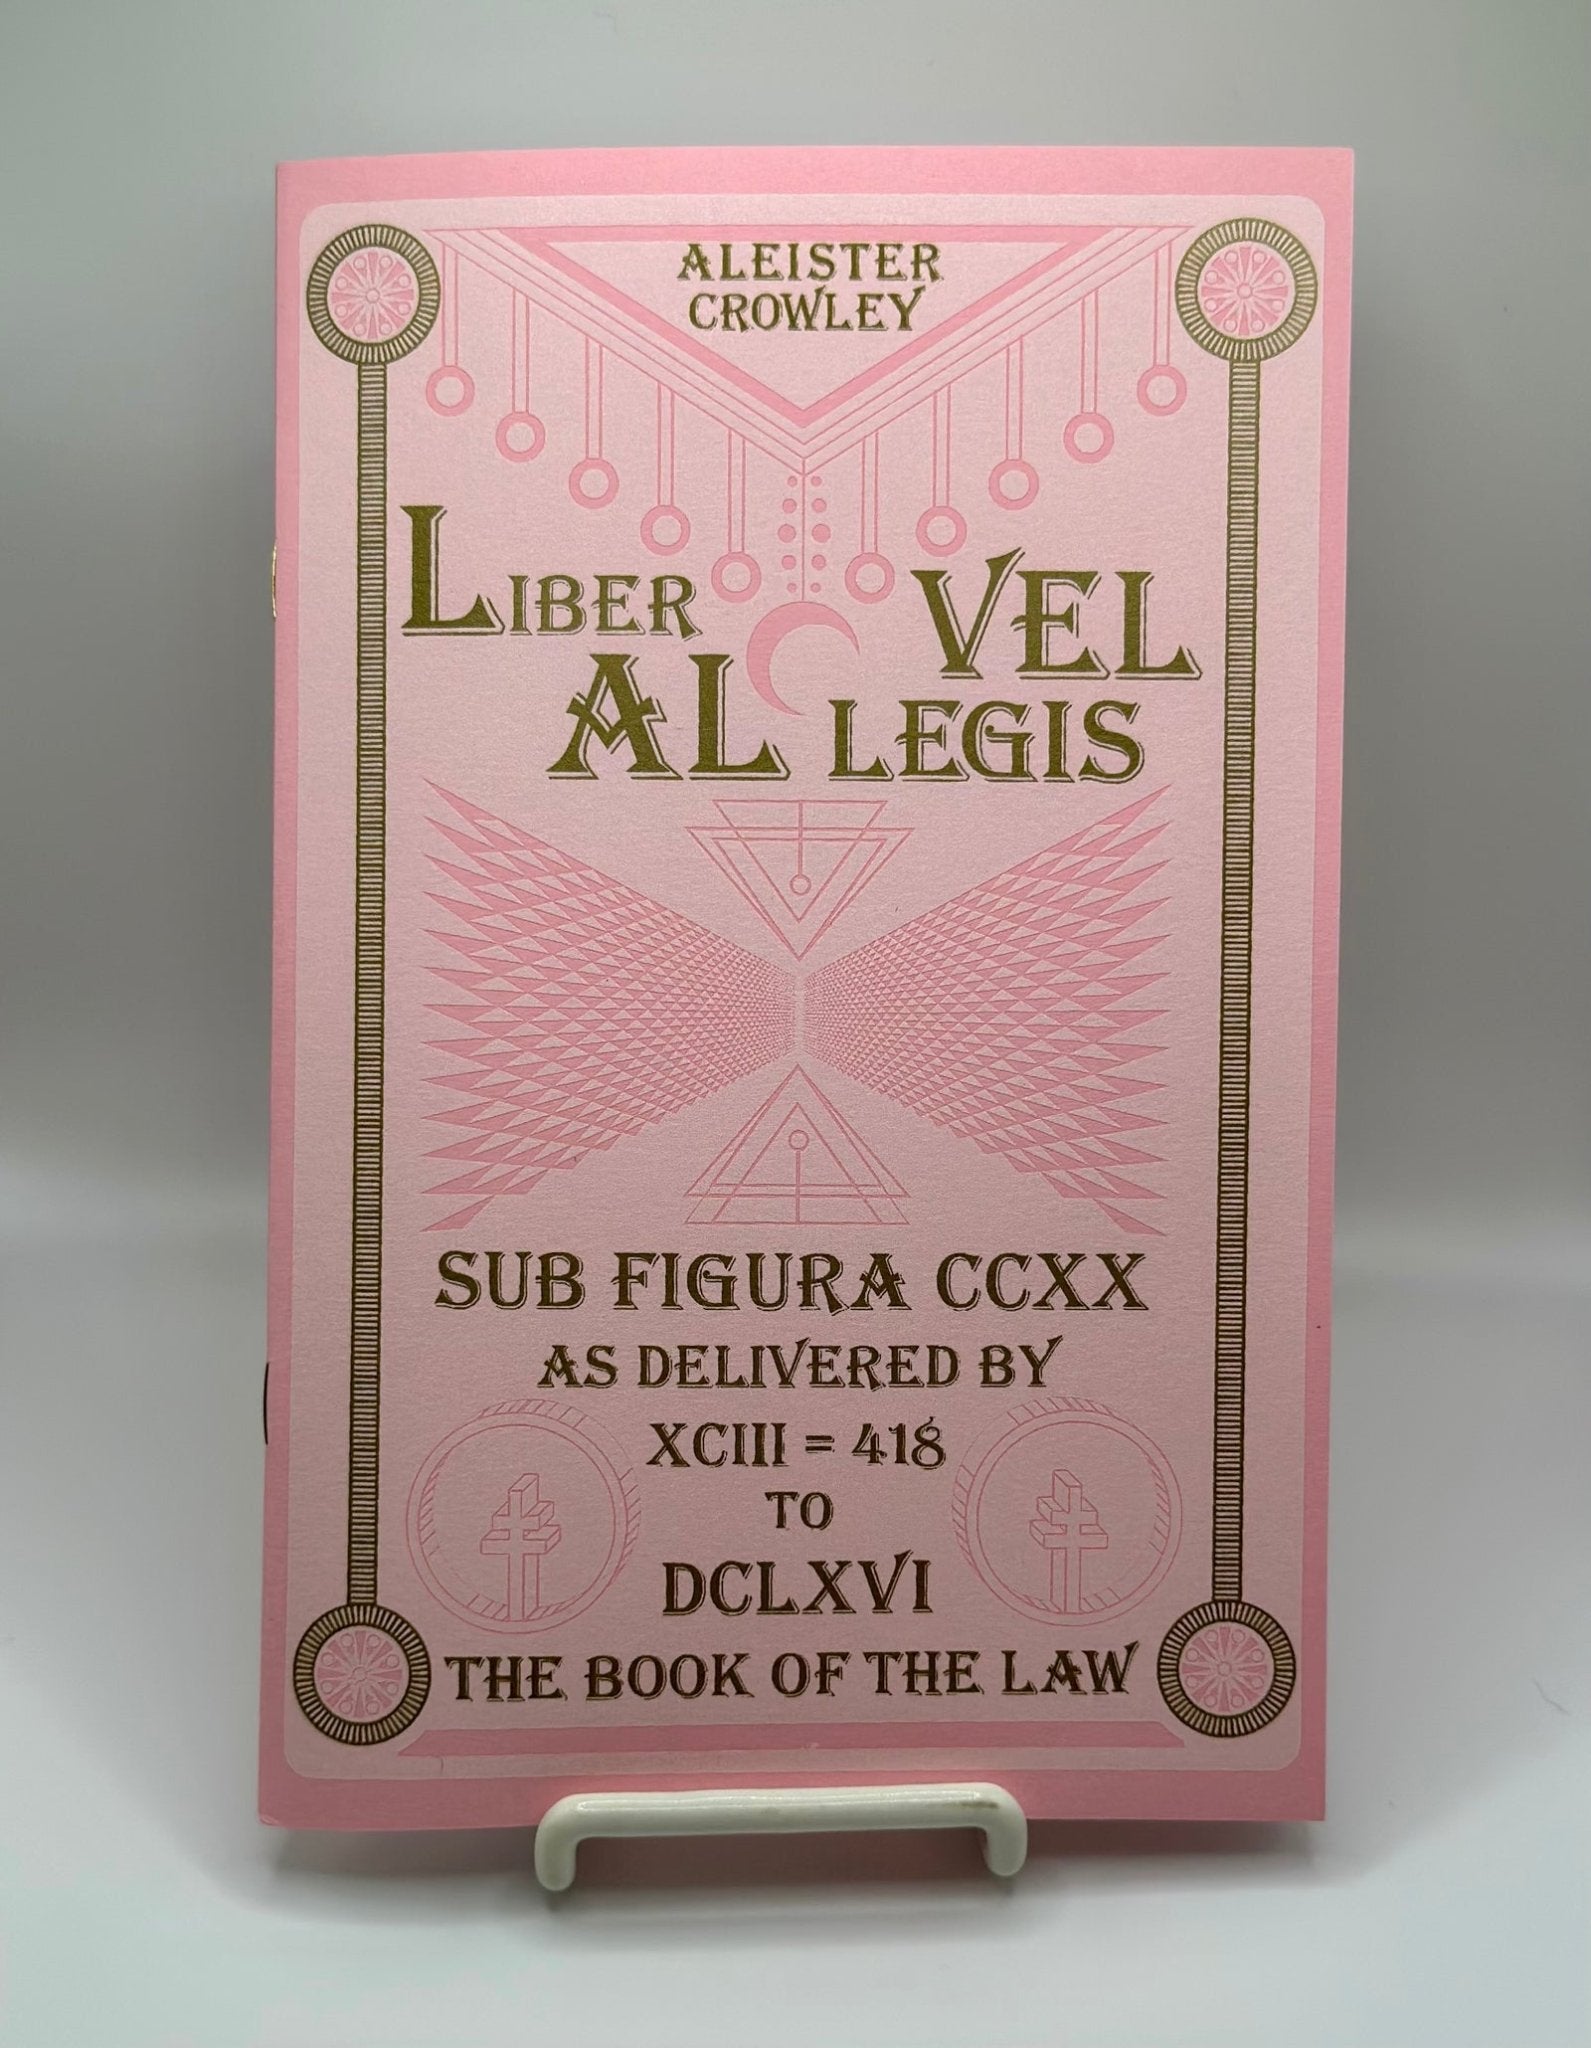 ALEISTER
CROWLEY
LIBER VEL
AL LEGIS
SUB FIGURA CCXX
AS DELIVERED BY
XCIII = 418
TO
DCLXVI
THE BOOK OF THE LAW